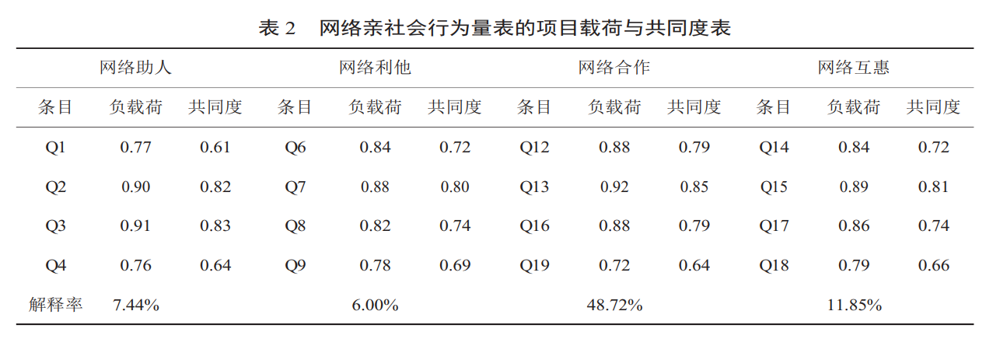 表 2 网络亲社会行为量表的项目载荷与共同度表
网络助人 网络利他 网络合作 网络互惠
条目 负载荷 共同度 条目 负载荷 共同度 条目 负载荷 共同度 条目 负载荷 共同度
Q1 0.77 0.61 Q6 0.84 0.72 Q12 0.88 0.79 Q14 0.84 0.72
Q2 0.90 0.82 Q7 0.88 0.80 Q13 0.92 0.85 Q15 0.89 0.81
Q3 0.91 0.83 Q8 0.82 0.74 Q16 0.88 0.79 Q17 0.86 0.74
Q4 0.76 0.64 Q9 0.78 0.69 Q19 0.72 0.64 Q18 0.79 0.66
解释率 7.44% 6.00% 48.72% 11.85%